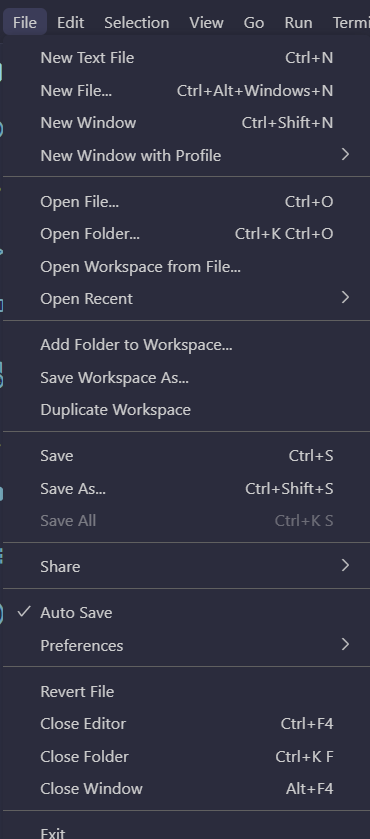 File Edit Selection View Go Run Termi
New Text File Ctrl+N
New File... Ctrl+Alt+Windows+N
New Window Ctrl+Shift+N
New Window with Profile
Open File... Ctrl+O
Open Folder... Ctrl+K Ctrl+O
Open Workspace from File...
Open Recent
Add Folder to Workspace...
Save Workspace As...
Duplicate Workspace
Save Ctrl+S
Save As... Ctrl+Shift+S
Save All Ctrl+K S
Share
Auto Save
Preferences
Revert File
Close Editor Ctrl+F4
Close Folder Ctrl+K F
Close Window Alt+F4
Exit